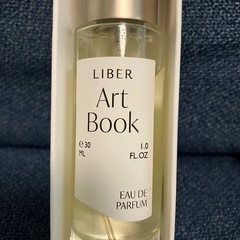 LIBER
Art
Book
℮ 30 1.0
ML FL.OZ
EAU DE
PARFUM